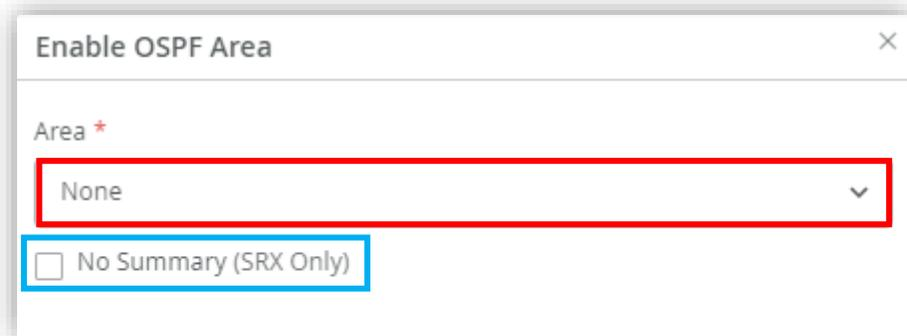 Enable OSPF Area
Area *
None
No Summary (SRX Only)